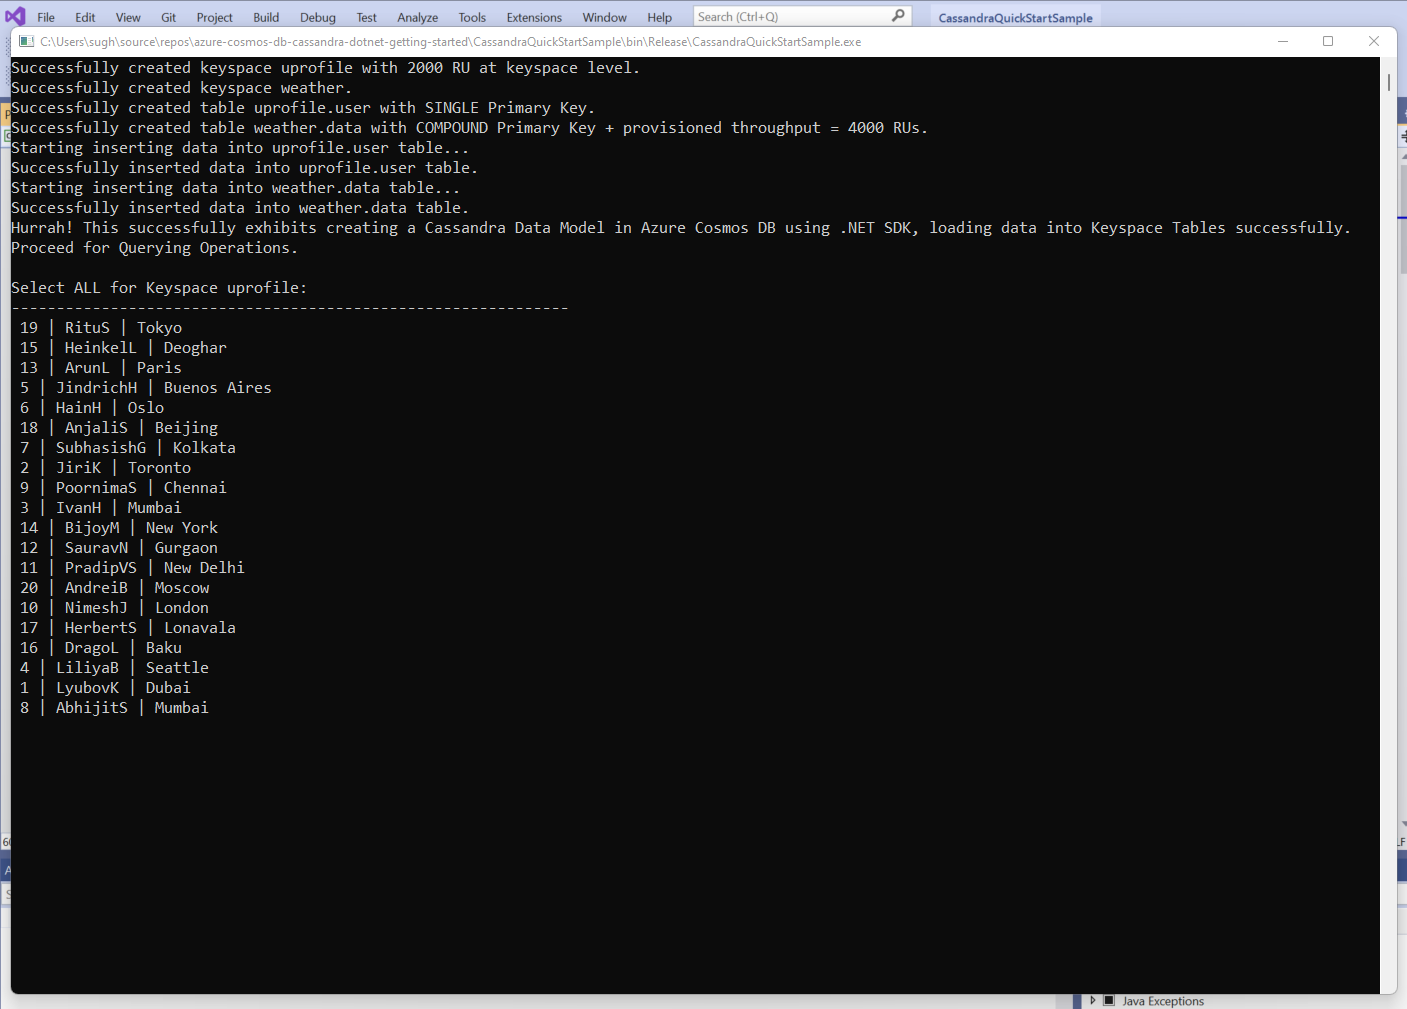 File Edit View Git Project Build Debug Test Analyze Tools Extensions Window Help Search (Ctrl+Q) CassandraQuickStartSample
C:\Users\sugh\source\repos\azure-cosmos-db-cassandra-dotnet-getting-started\CassandraQuickStartSample\bin\Release\CassandraQuickStartSample.exe
Successfully created keyspace uprofile with 2000 RU at keyspace level.
Successfully created keyspace weather.
Successfully created table uprofile.user with SINGLE Primary Key.
Successfully created table weather.data with COMPOUND Primary Key + provisioned throughput = 4000 RUs.
Starting inserting data into uprofile.user table...
Successfully inserted data into uprofile.user table.
Starting inserting data into weather.data table...
Successfully inserted data into weather.data table.
Hurrah! This successfully exhibits creating a Cassandra Data Model in Azure Cosmos DB using .NET SDK, loading data into Keyspace Tables successfully.
Proceed for Querying Operations.
Select ALL for Keyspace uprofile:
--------------------------------------------------------------
19 | RituS | Tokyo
15 | HeinkelL | Deoghar
13 | ArunL | Paris
5 | JindrichH | Buenos Aires
6 | HainH | Oslo
18 | AnjaliS | Beijing
7 | SubhasishG | Kolkata
2 | JiriK | Toronto
9 | PoornimaS | Chennai
3 | IvanH | Mumbai
14 | BijoyM | New York
12 | SauravN | Gurgaon
11 | PradipVS | New Delhi
20 | AndreiB | Moscow
10 | NimeshJ | London
17 | HerbertS | Lonavala
16 | DragoL | Baku
4 | LiliyaB | Seattle
1 | LyubovK | Dubai
8 | AbhijitS | Mumbai
Java Exceptions